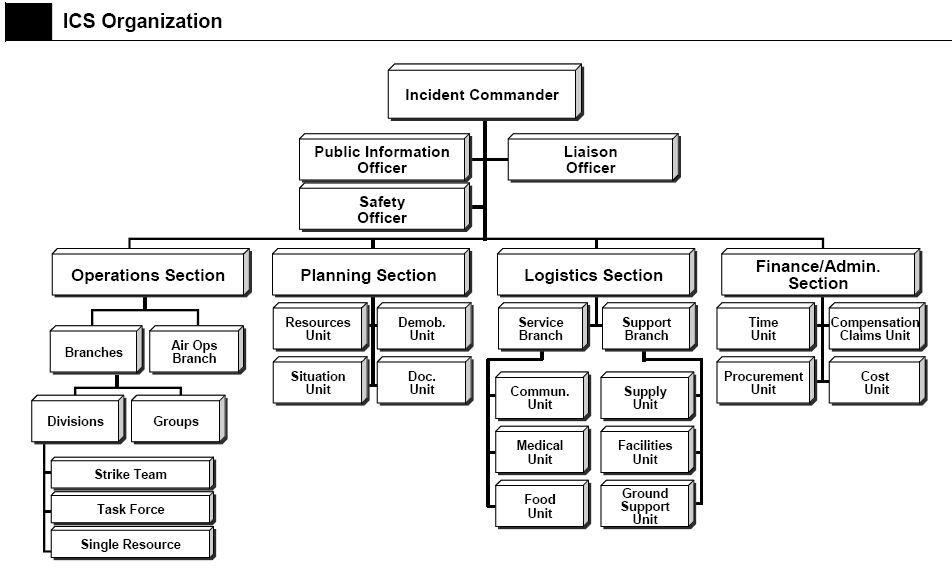 ICS Organization
Incident Commander
Public Information
Officer
Liaison
Officer
Safety
Officer
Operations Section
Planning Section
Logistics Section
Finance/Admin.
Section
Branches
Air Ops
Branch
Divisions
Groups
Strike Team
Task Force
Single Resource
Resources
Unit
Demob.
Unit
Situation
Unit
Doc.
Unit
Service
Branch
Support
Branch
Commun.
Unit
Supply
Unit
Medical
Unit
Facilities
Unit
Food
Unit
Ground
Support
Unit
Time
Unit
Compensation
Claims Unit
Procurement
Unit
Cost
Unit